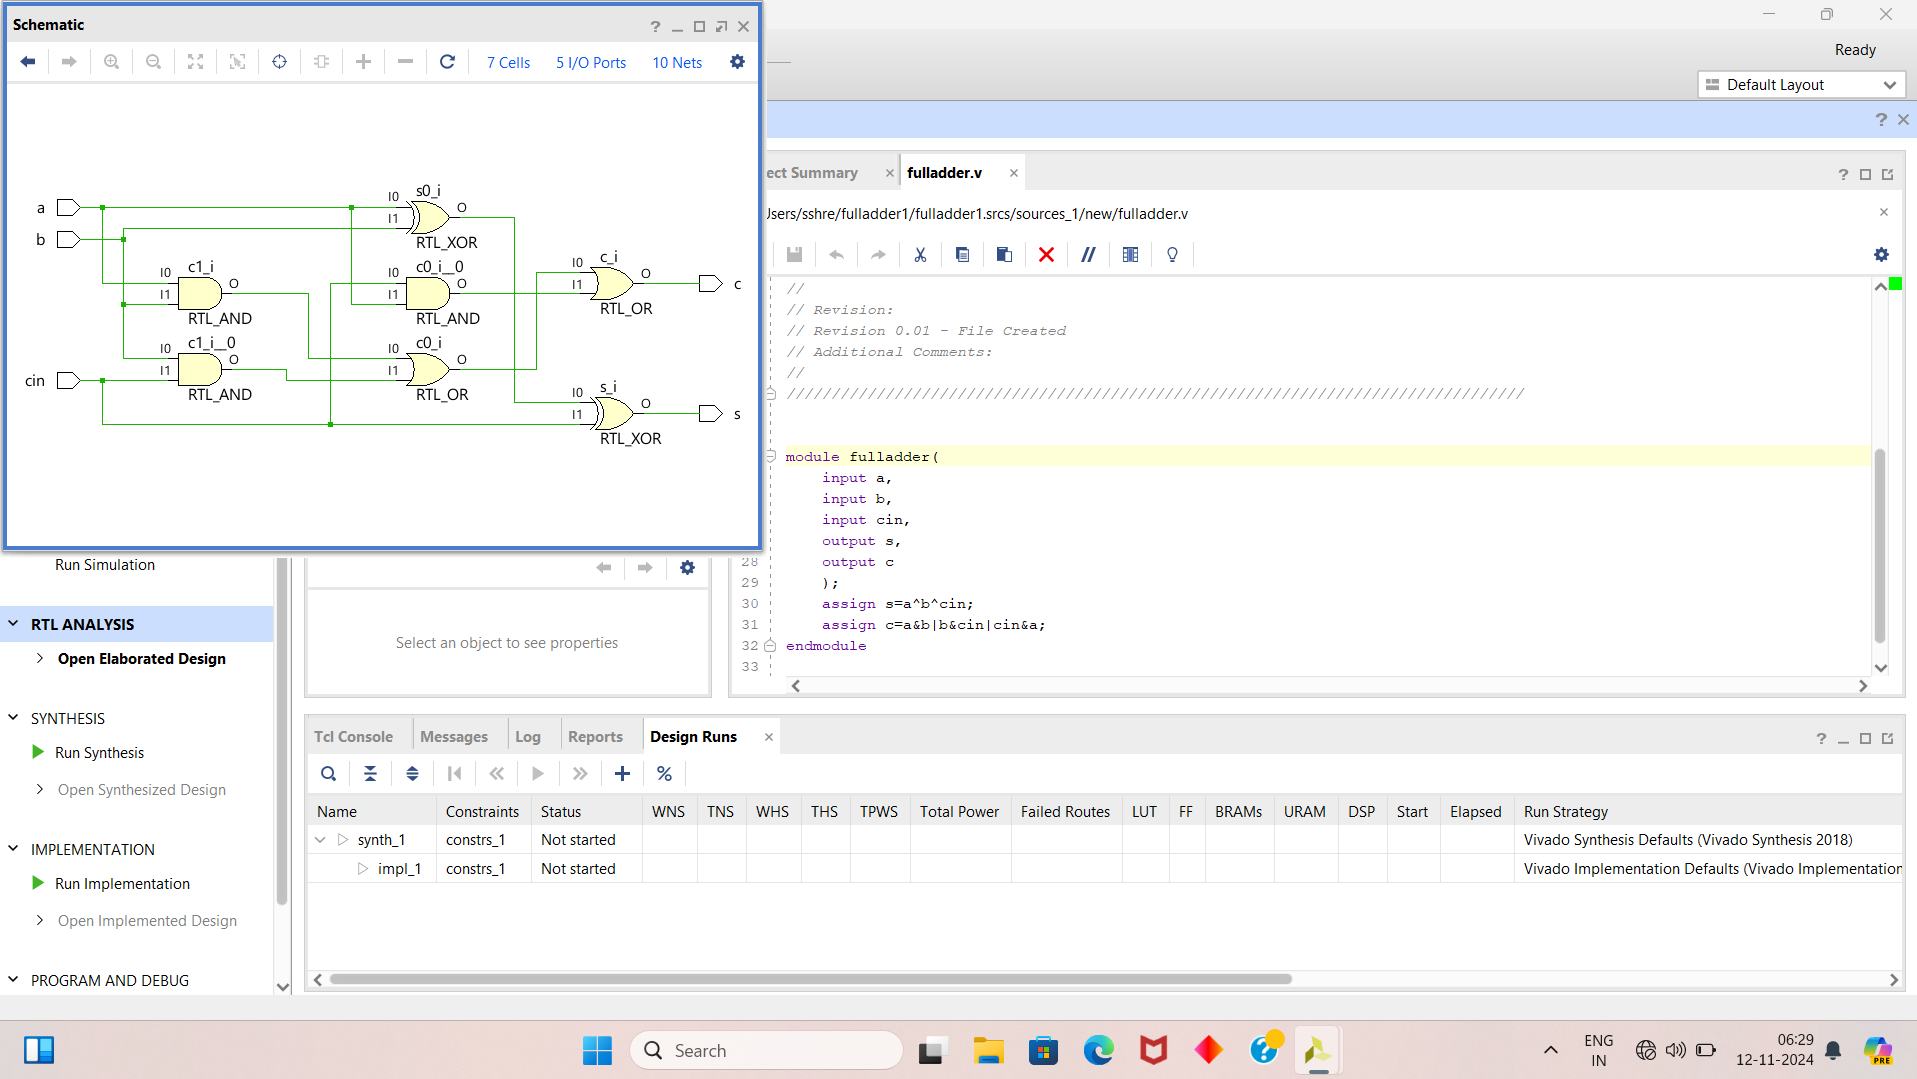 Schematic
?
7 Cells 5 I/O Ports 10 Nets
Ready
Default Layout
?
ect Summary
fulladder.v
?
Jsers/sshre/fulladder1/fulladder1.srcs/sources_1/new/fulladder.v
s0_i
a I0 O
I1
b RTL_XOR
c1_i c0_i__0 c_i
I0 O I0 O I0 O
I1 I1 I1 c
RTL_AND RTL_AND RTL_OR
c1_i__0 c0_i
I0 O I0 O
cin I1 I1
RTL_AND RTL_OR
s_i
I0 O
I1 s
RTL_XOR
//
// Revision:
// Revision 0.01 - File Created
// Additional Comments:
//
//////////////////////////////////////////////////////////////////////////////////
module fulladder(
input a,
input b,
input cin,
output s,
28 output c
29 );
30 assign s=a^b^cin;
31 assign c=a&b|b&cin|cin&a;
32 endmodule
33
Run Simulation
RTL ANALYSIS
Open Elaborated Design
SYNTHESIS
Run Synthesis
Open Synthesized Design
IMPLEMENTATION
Run Implementation
Open Implemented Design
PROGRAM AND DEBUG
Select an object to see properties
Tcl Console Messages Log Reports Design Runs
?
%
Name Constraints Status WNS TNS WHS THS TPWS Total Power Failed Routes LUT FF BRAMs URAM DSP Start Elapsed Run Strategy
synth_1 constrs_1 Not started Vivado Synthesis Defaults (Vivado Synthesis 2018)
impl_1 constrs_1 Not started Vivado Implementation Defaults (Vivado Implementation
Search
ENG
IN
06:29
12-11-2024
PRE